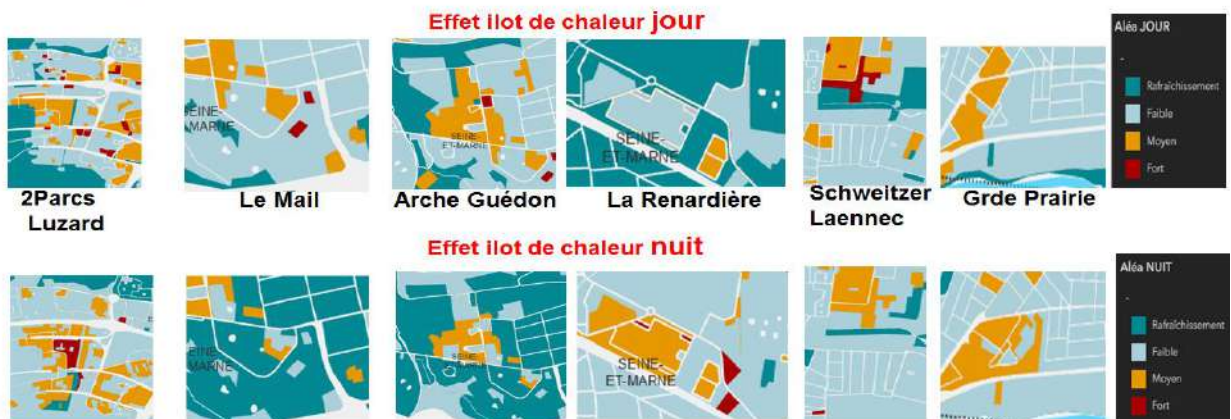 Effet ilot de chaleur jour
SEINE-
ET-MARNE
SEINE-
ET-MARNE
Aléa JOUR
-
Rafraîchissement
Faible
Moyen
Fort
2Parcs
Luzard
Le Mail
Arche Guédon
La Renardière
Schweitzer
Laennec
Grde Prairie
Effet ilot de chaleur nuit
SEINE-
ET-MARNE
SEINE-
ET-MARNE
Aléa NUIT
-
Rafraîchissement
Faible
Moyen
Fort